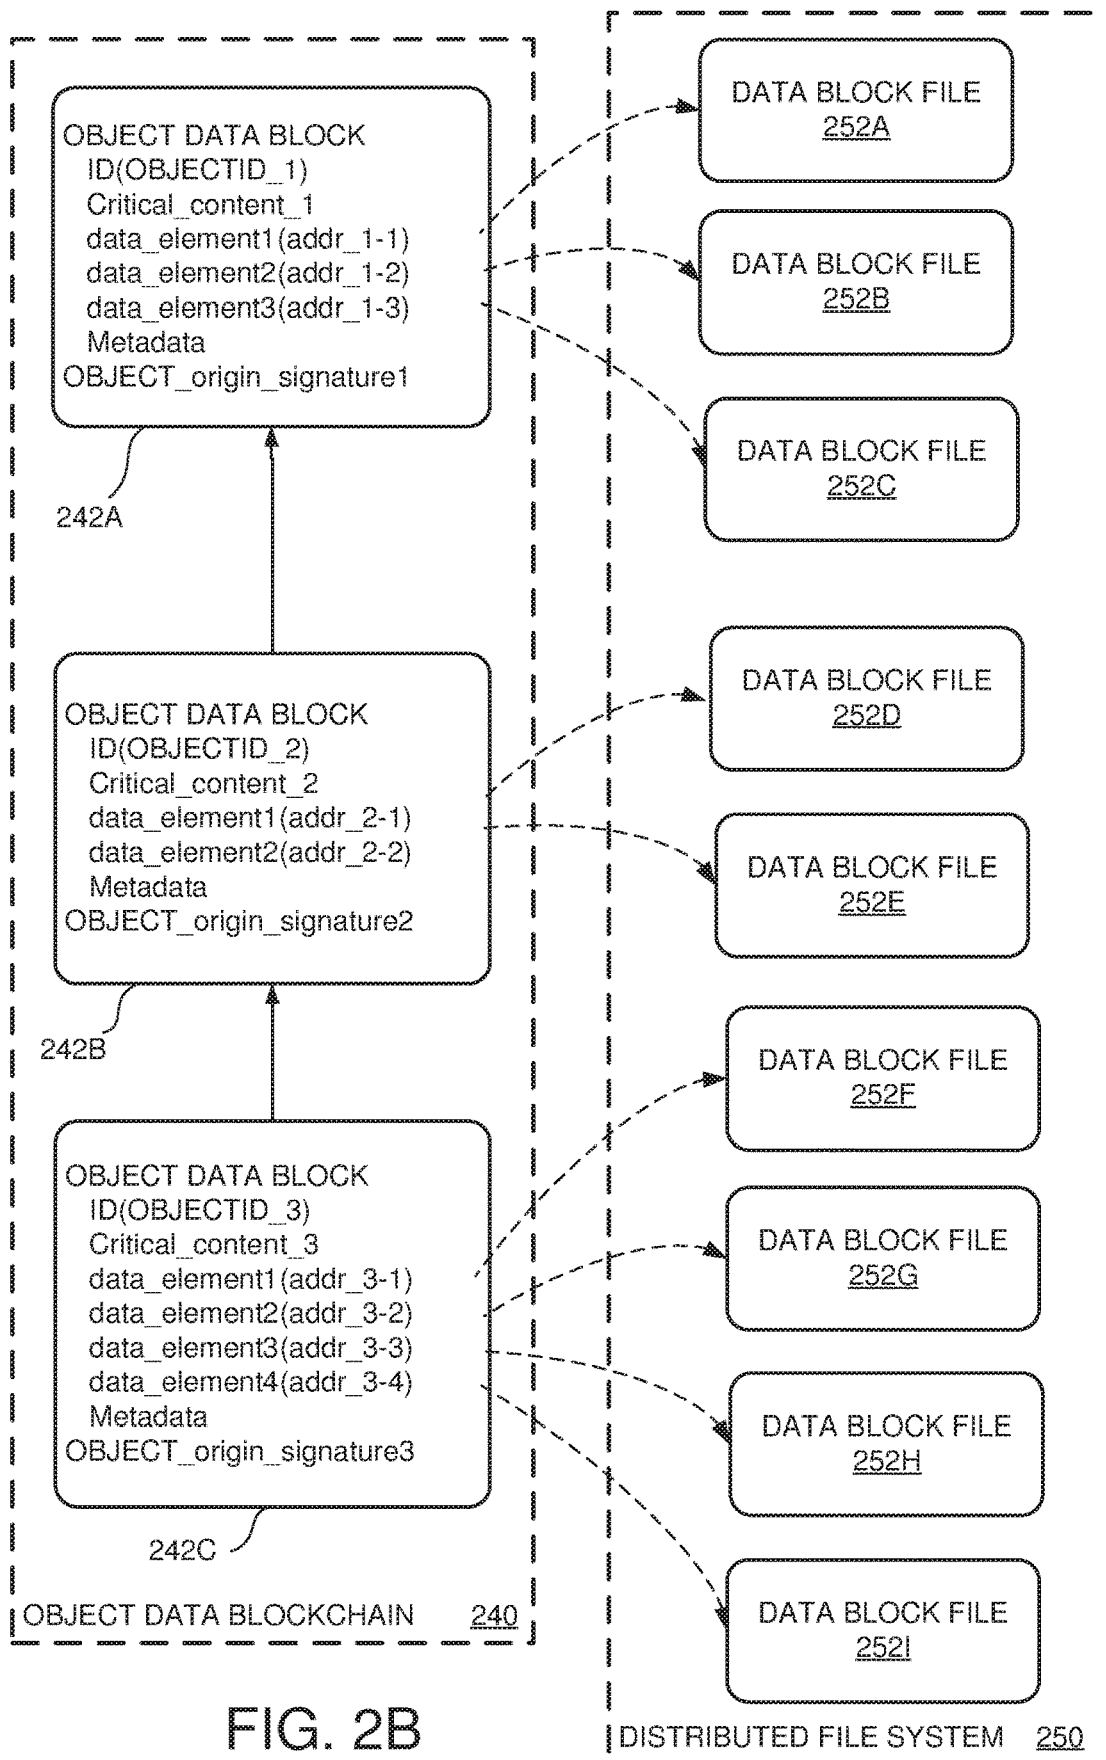 OBJECT DATA BLOCK
ID(OBJECTID_1)
Critical_content_1
data_element1(addr_1-1)
data_element2(addr_1-2)
data_element3(addr_1-3)
Metadata
OBJECT_origin_signature1
242A
OBJECT DATA BLOCK
ID(OBJECTID_2)
Critical_content_2
data_element1(addr_2-1)
data_element2(addr_2-2)
Metadata
OBJECT_origin_signature2
242B
OBJECT DATA BLOCK
ID(OBJECTID_3)
Critical_content_3
data_element1(addr_3-1)
data_element2(addr_3-2)
data_element3(addr_3-3)
data_element4(addr_3-4)
Metadata
OBJECT_origin_signature3
242C
OBJECT DATA BLOCKCHAIN 240
DATA BLOCK FILE
252A
DATA BLOCK FILE
252B
DATA BLOCK FILE
252C
DATA BLOCK FILE
252D
DATA BLOCK FILE
252E
DATA BLOCK FILE
252F
DATA BLOCK FILE
252G
DATA BLOCK FILE
252H
DATA BLOCK FILE
252I
DISTRIBUTED FILE SYSTEM 250
FIG. 2B